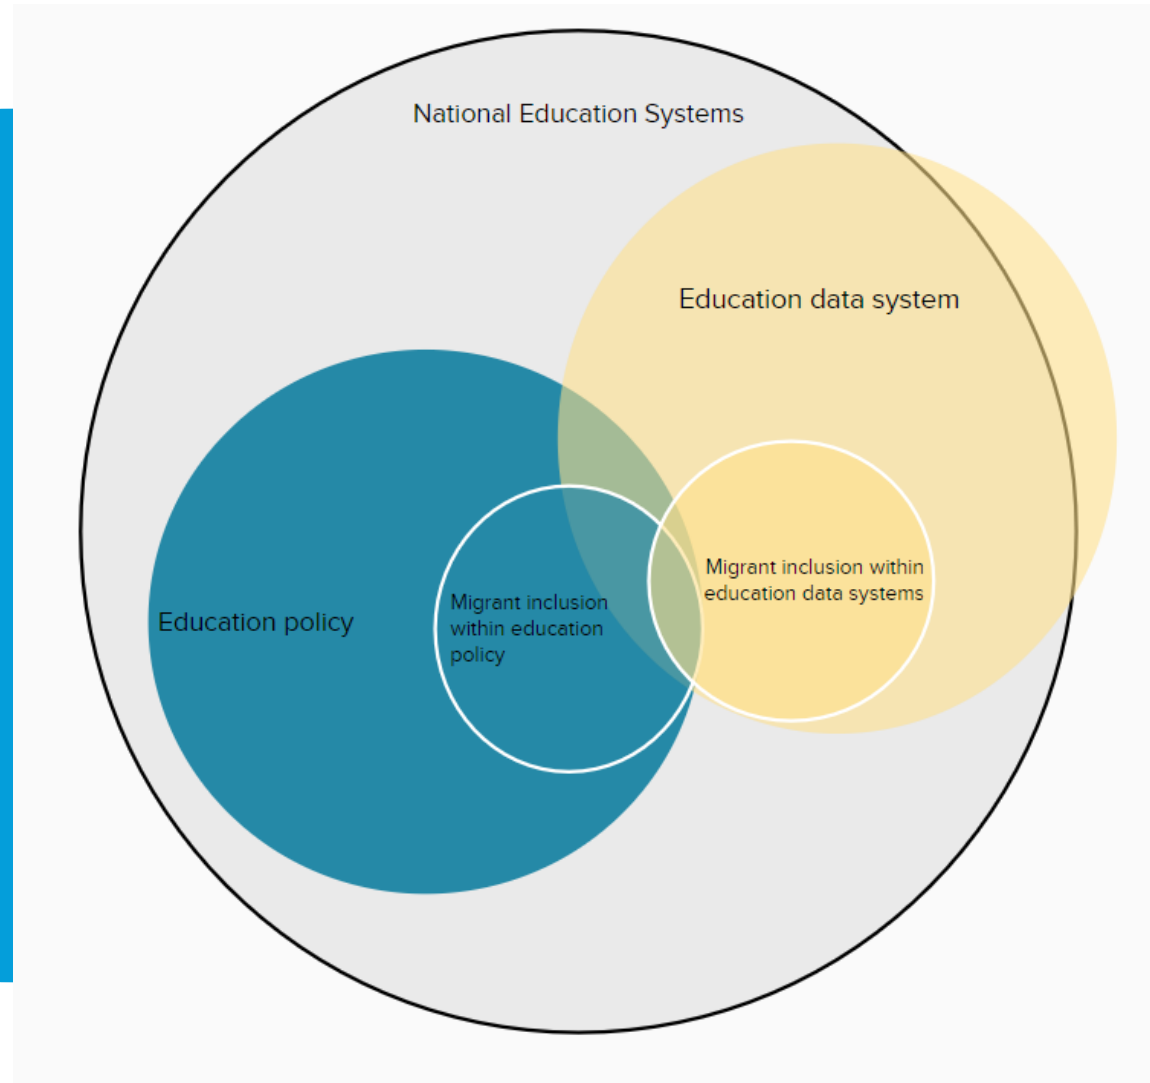 National Education Systems
Education data system
Migrant inclusion within
education data systems
Migrant inclusion
within education
policy
Education policy